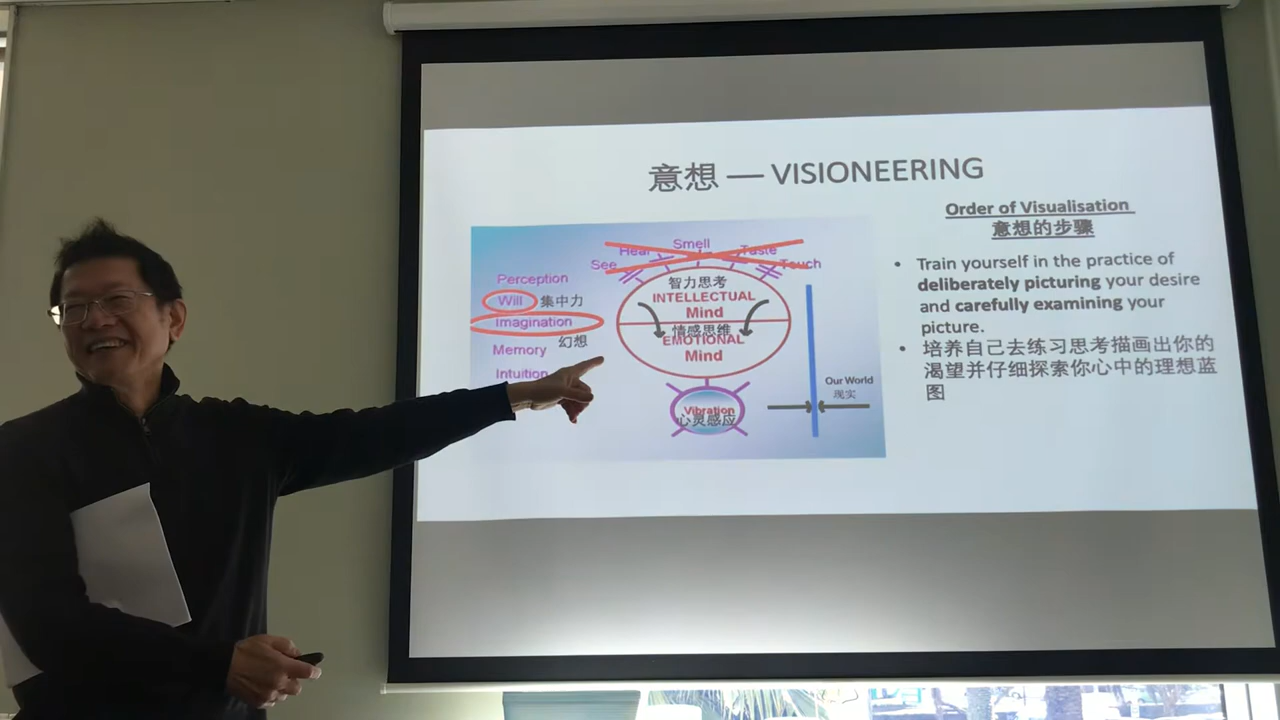 意想 — VISIONEERING
Order of Visualisation
意想的步骤
• Train yourself in the practice of
deliberately picturing your desire
and carefully examining your
picture.
• 培养自己去练习思考描画出你的
渴望并仔细探索你心中的理想蓝
图
See
Hear
Smell
Taste
Touch
Perception
Will 集中力
Imagination
幻想
Memory
Intuition
智力思考
INTELLECTUAL
Mind
情感思维
EMOTIONAL
Mind
Vibration
心灵感应
Our World
现实